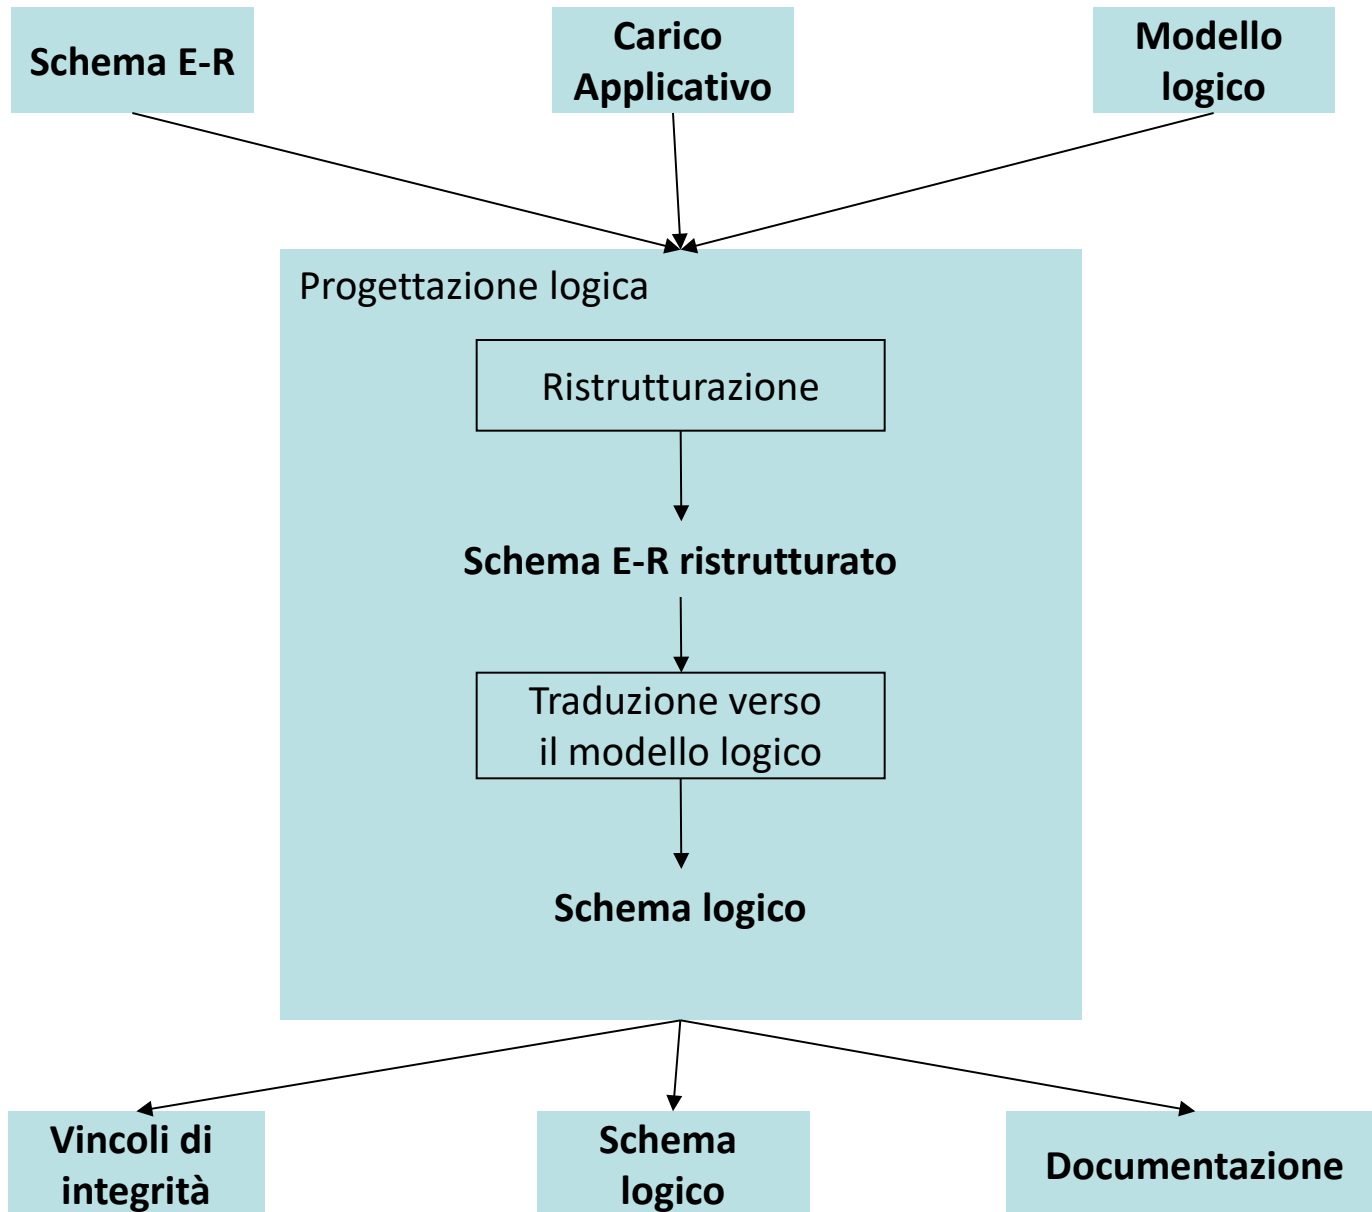 Schema E-R
Carico
Applicativo
Modello
logico
Progettazione logica
Ristrutturazione
Schema E-R ristrutturato
Traduzione verso
il modello logico
Schema logico
Vincoli di
integrità
Schema
logico
Documentazione